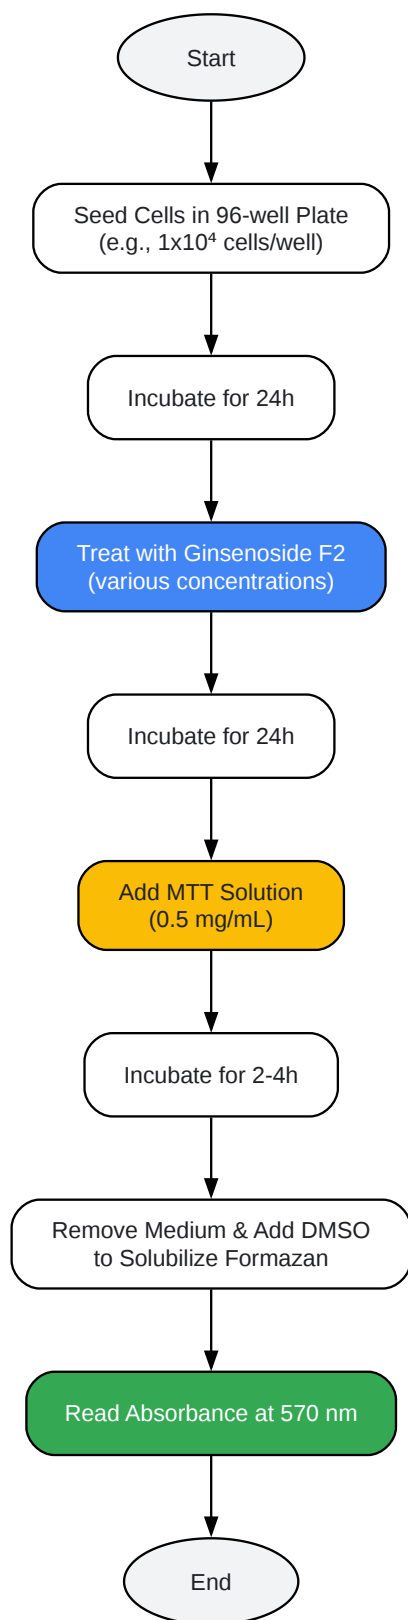 Start
Seed Cells in 96-well Plate
(e.g., 1x10⁴ cells/well)
Incubate for 24h
Treat with Ginsenoside F2
(various concentrations)
Incubate for 24h
Add MTT Solution
(0.5 mg/mL)
Incubate for 2-4h
Remove Medium & Add DMSO
to Solubilize Formazan
Read Absorbance at 570 nm
End